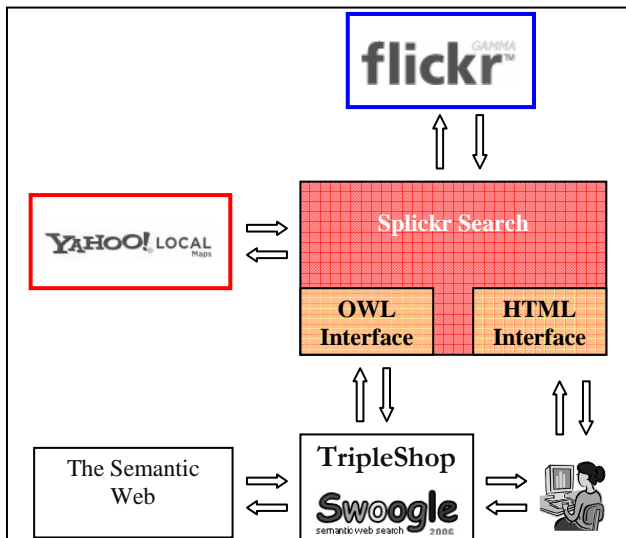 GAMMA
flickr™
Splickr Search
YAHOO! LOCAL
Maps
OWL
Interface
HTML
Interface
The Semantic
Web
TripleShop
Swoogle
semantic web search 2006